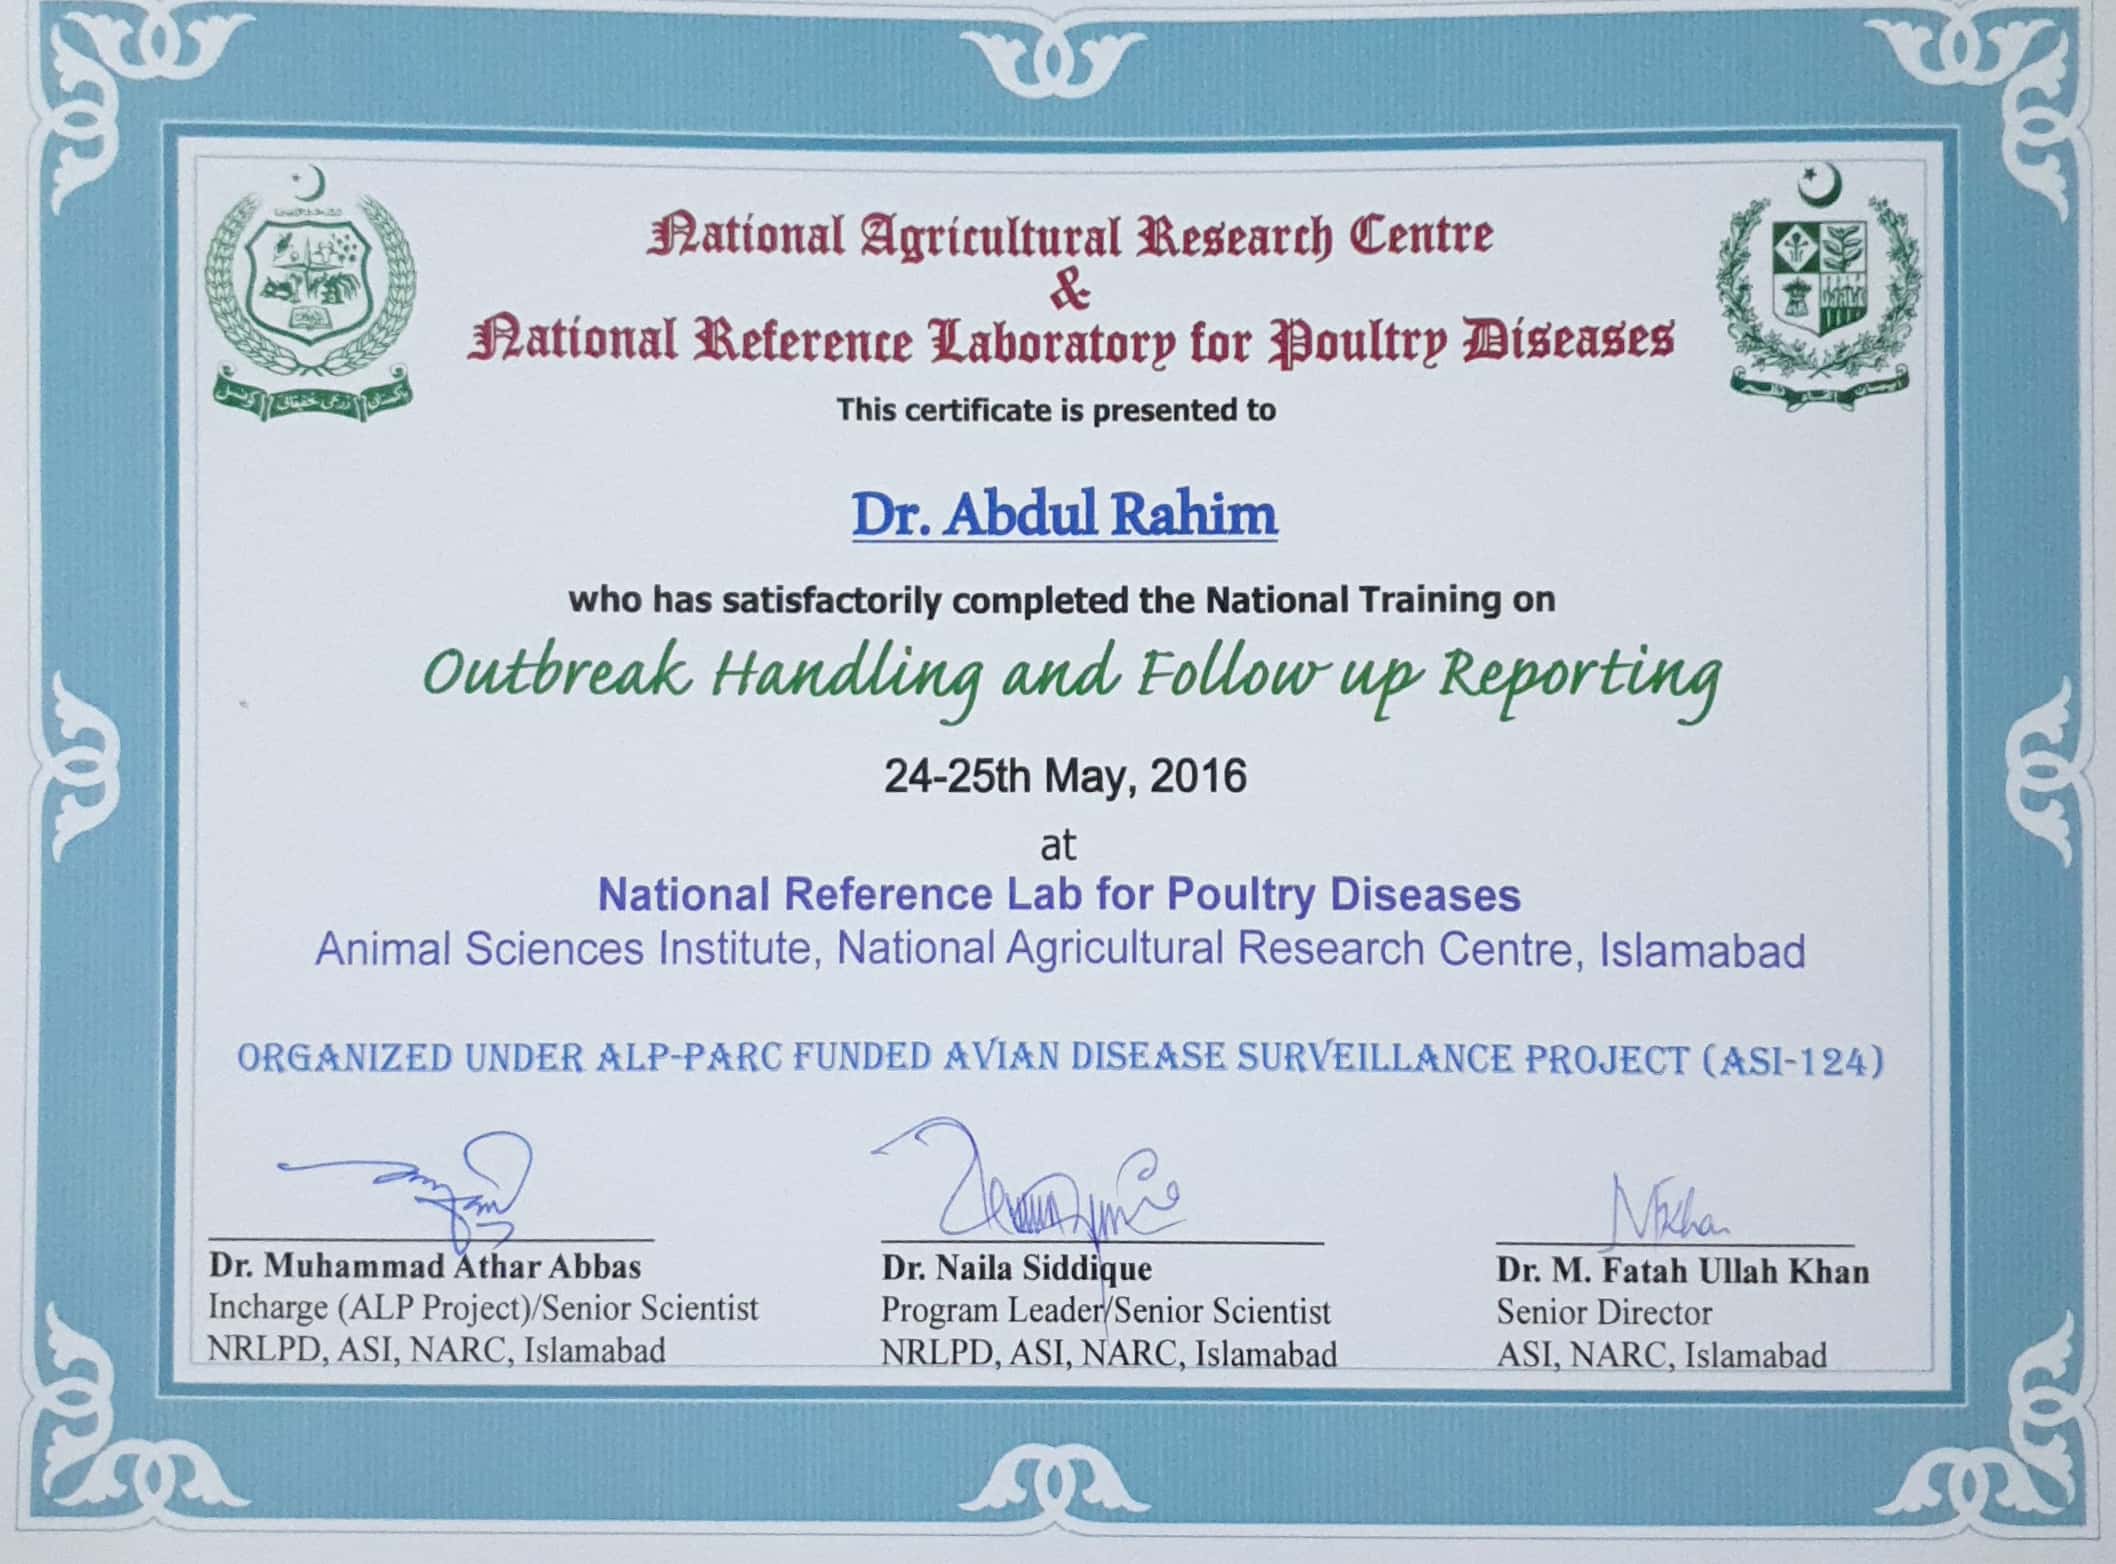 National Agricultural Research Centre
&
National Reference Laboratory for Poultry Diseases
This certificate is presented to
Dr. Abdul Rahim
who has satisfactorily completed the National Training on
Outbreak Handling and Follow up Reporting
24-25th May, 2016
at
National Reference Lab for Poultry Diseases
Animal Sciences Institute, National Agricultural Research Centre, Islamabad
ORGANIZED UNDER ALP-PARC FUNDED AVIAN DISEASE SURVEILLANCE PROJECT (ASI-124)
Dr. Muhammad Athar Abbas
Incharge (ALP Project)/Senior Scientist
NRLPD, ASI, NARC, Islamabad
Dr. Naila Siddique
Program Leader/Senior Scientist
NRLPD, ASI, NARC, Islamabad
Dr. M. Fatah Ullah Khan
Senior Director
ASI, NARC, Islamabad